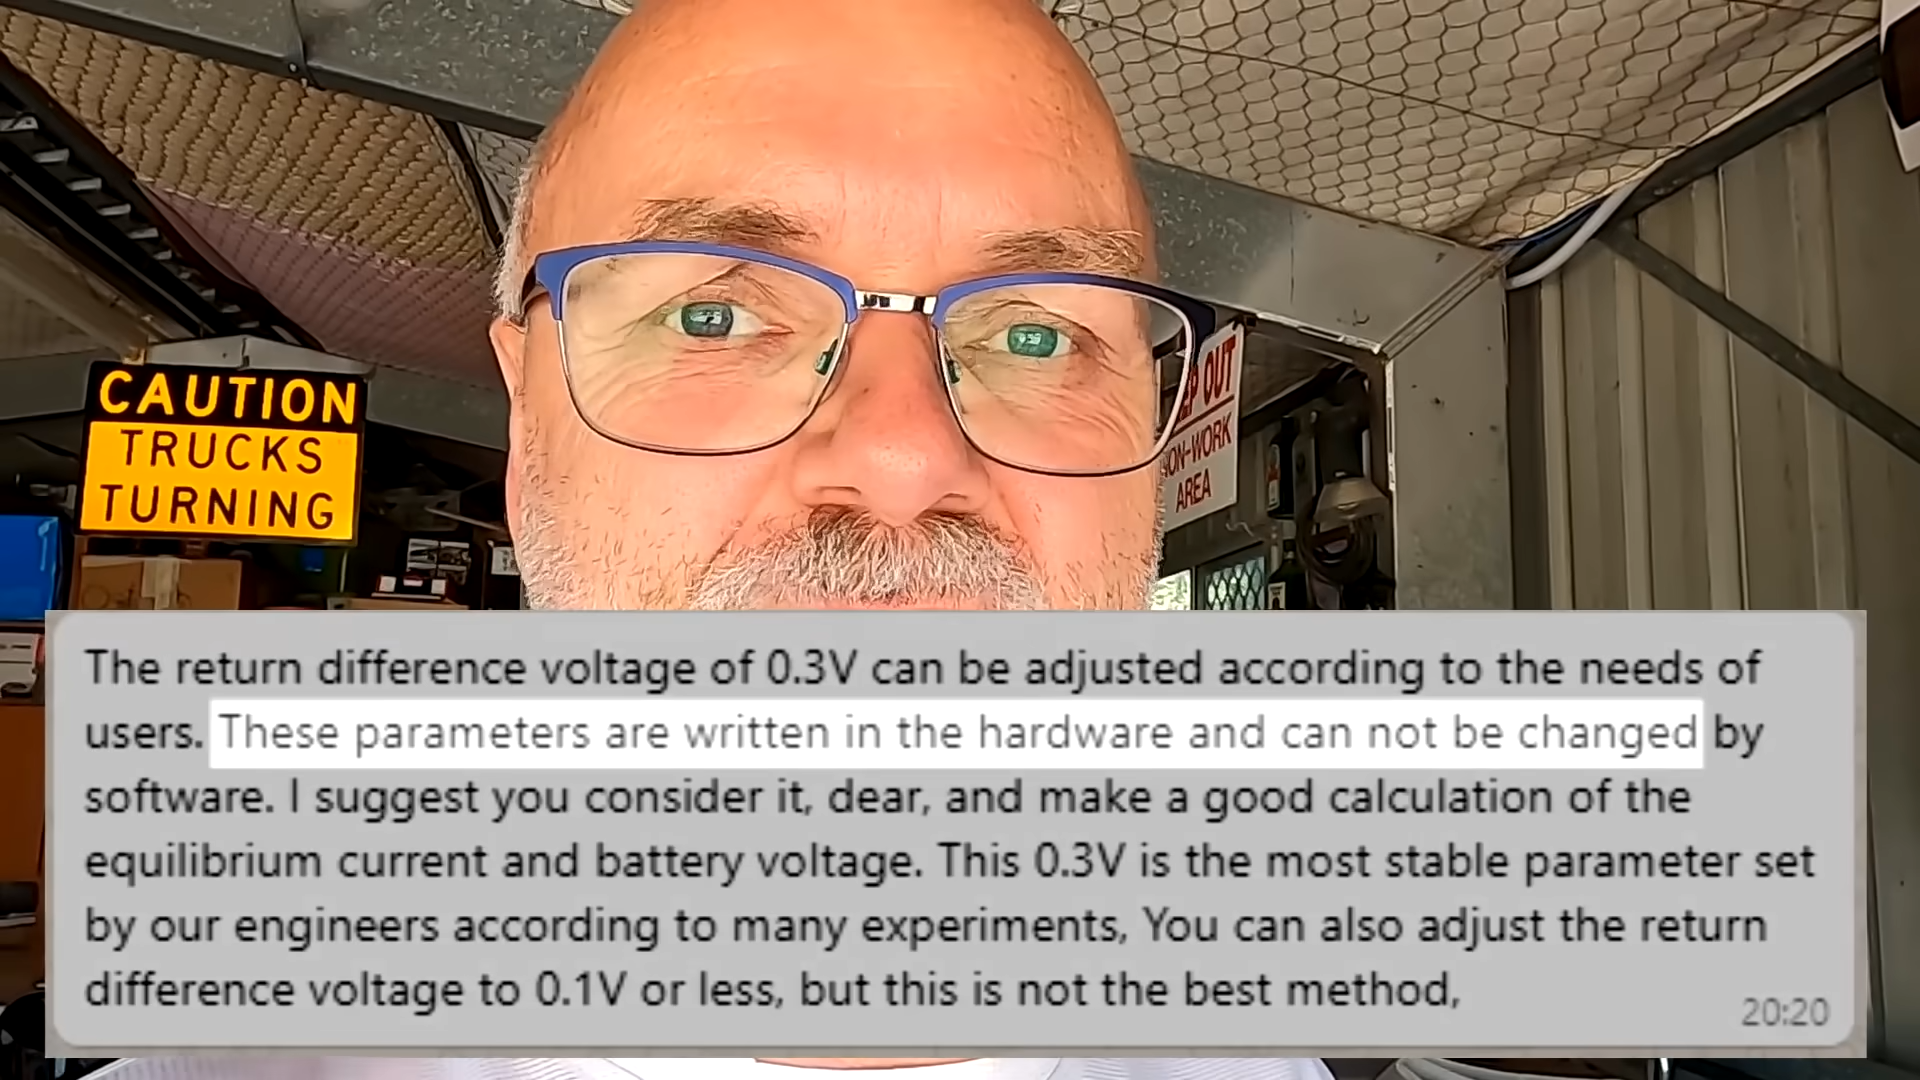 CAUTION
TRUCKS
TURNING
OUT
WORK
AREA
The return difference voltage of 0.3V can be adjusted according to the needs of
users. These parameters are written in the hardware and can not be changed by
software. I suggest you consider it, dear, and make a good calculation of the
equilibrium current and battery voltage. This 0.3V is the most stable parameter set
by our engineers according to many experiments, You can also adjust the return
difference voltage to 0.1V or less, but this is not the best method,
20:20